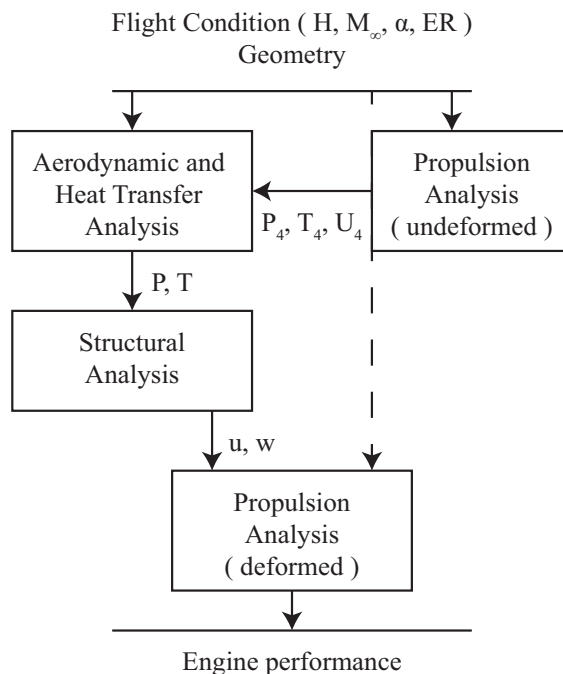 Flight Condition ( H, M∞, α, ER )
Geometry
Aerodynamic and
Heat Transfer
Analysis
Propulsion
Analysis
( undeformed )
P₄, T₄, U₄
P, T
Structural
Analysis
u, w
Propulsion
Analysis
( deformed )
Engine performance